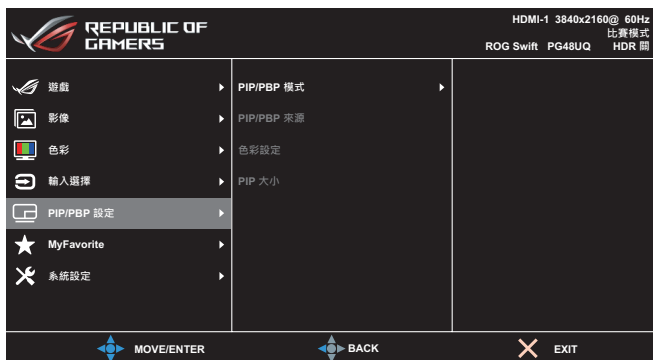 REPUBLIC OF
GAMERS
HDMI-1 3840x2160@ 60Hz
比賽模式
ROG Swift PG48UQ HDR 關
遊戲
影像
色彩
輸入選擇
PIP/PBP 設定
MyFavorite
系統設定
PIP/PBP 模式
PIP/PBP 來源
色彩設定
PIP 大小
MOVE/ENTER
BACK
EXIT